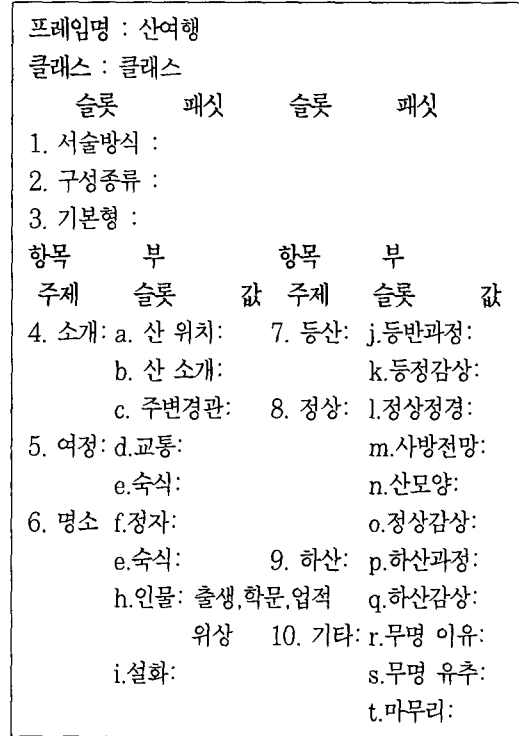 프레임명 : 산여행
클래스 : 클래스
슬롯 패싯 슬롯 패싯
1. 서술방식 :
2. 구성종류 :
3. 기본형 :
항목 부 항목 부
주제 슬롯 값 주제 슬롯 값
4. 소개: a. 산 위치: 7. 등산: j.등반과정:
b. 산 소개: k.등정감상:
c. 주변경관: 8. 정상: l.정상정경:
5. 여정: d.교통: m.사방전망:
e.숙식: n.산모양:
6. 명소 f.정자: o.정상감상:
e.숙식: 9. 하산: p.하산과정:
h.인물: 출생,학문,업적 q.하산감상:
위상 10. 기타: r.무명 이유:
i.설화: s.무명 유추:
t.마무리: